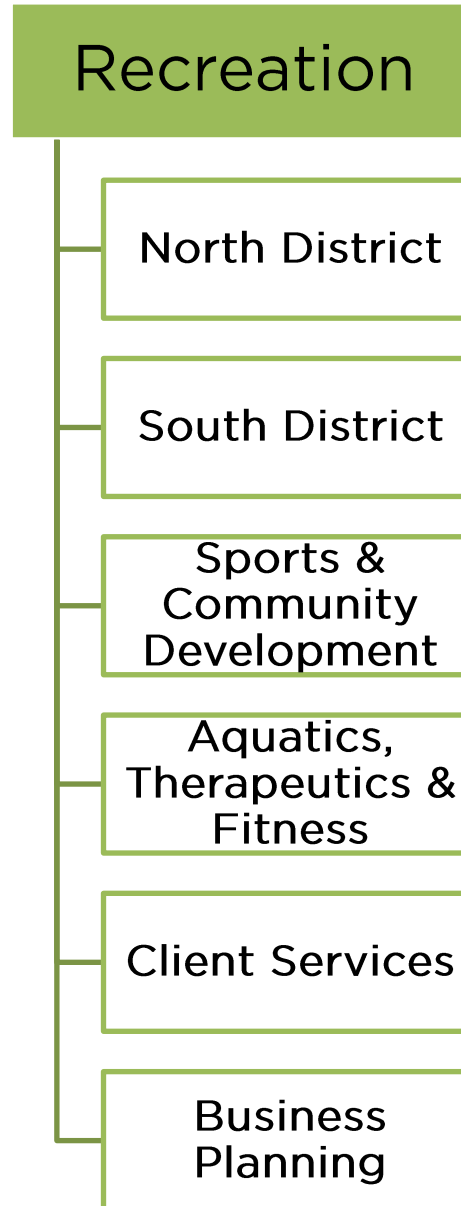 Recreation
North District
South District
Sports &
Community
Development
Aquatics,
Therapeutics &
Fitness
Client Services
Business
Planning